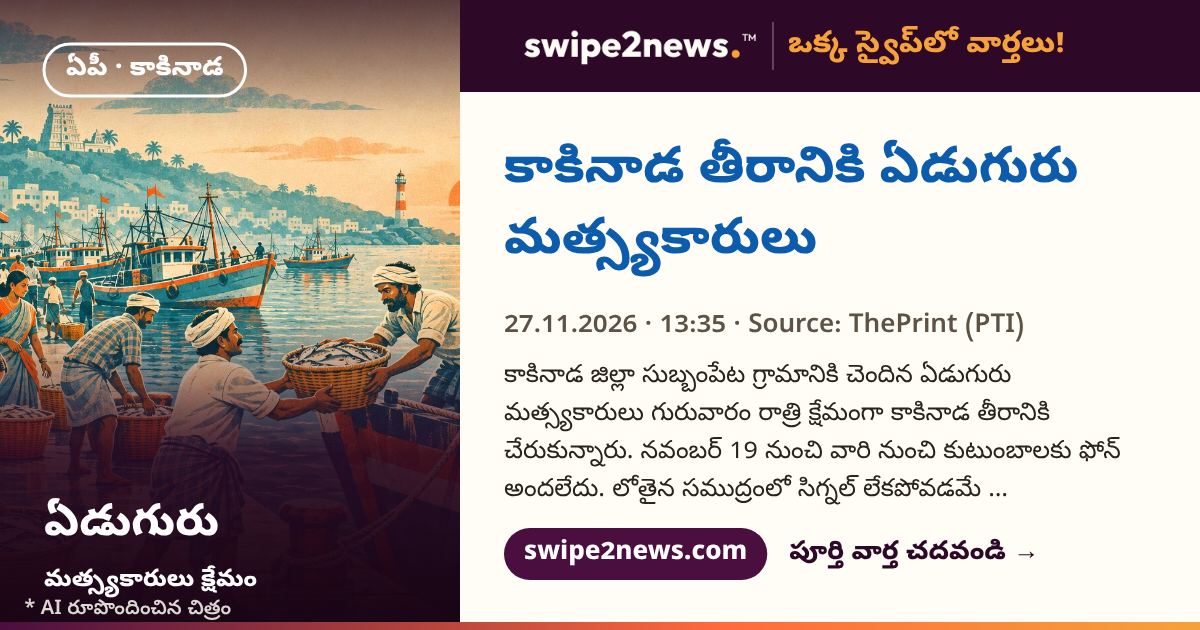 ఏపీ · కాకినాడ
swipe2news.™ ఒక్క స్వైప్‌లో వార్తలు!
కాకినాడ తీరానికి ఏడుగురు
మత్స్యకారులు
27.11.2026 · 13:35 · Source: ThePrint (PTI)
కాకినాడ జిల్లా సుబ్బంపేట గ్రామానికి చెందిన ఏడుగురు
మత్స్యకారులు గురువారం రాత్రి క్షేమంగా కాకినాడ తీరానికి
చేరుకున్నారు. నవంబర్ 19 నుంచి వారి నుంచి కుటుంబాలకు ఫోన్
అందలేదు. లోతైన సముద్రంలో సిగ్నల్ లేకపోవడమే ...
swipe2news.com పూర్తి వార్త చదవండి →
ఏడుగురు
మత్స్యకారులు క్షేమం
* AI రూపొందించిన చిత్రం